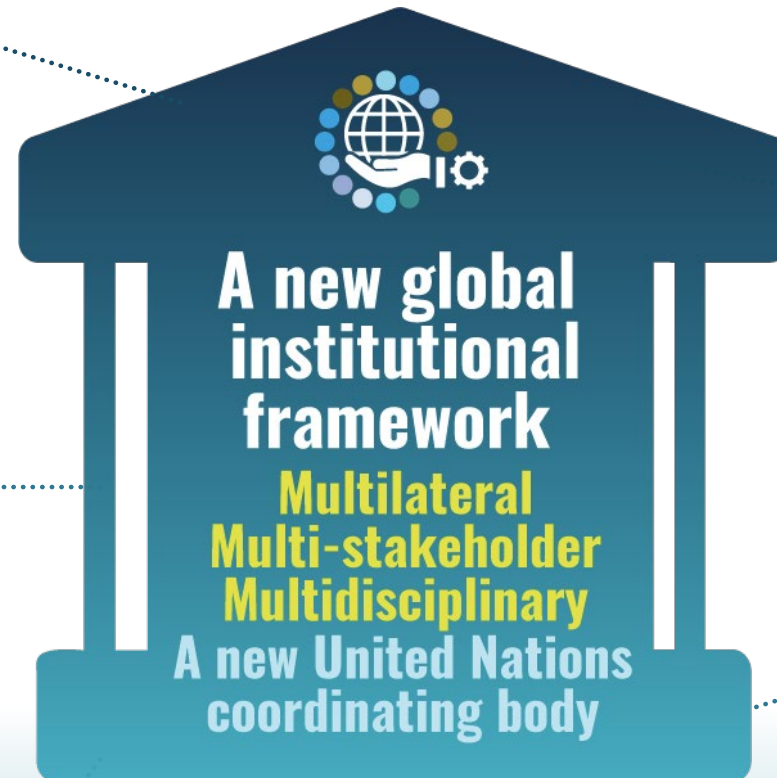 A new global
institutional
framework
Multilateral
Multi-stakeholder
Multidisciplinary
A new United Nations
coordinating body